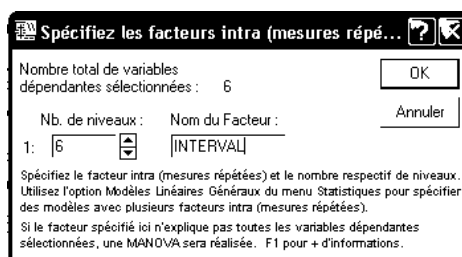 Spécifiez les facteurs intra (mesures répé...
Nombre total de variables
dépendantes sélectionnées : 6
OK
Annuler
Nb. de niveaux : Nom du Facteur :
1: 6 INTERVAL
Spécifiez le facteur intra (mesures répétées) et le nombre respectif de niveaux.
Utilisez l'option Modèles Linéaires Généraux du menu Statistiques pour spécifier
des modèles avec plusieurs facteurs intra (mesures répétées).
Si le facteur spécifié ici n'explique pas toutes les variables dépendantes
sélectionnées, une MANOVA sera réalisée. F1 pour + d'informations.